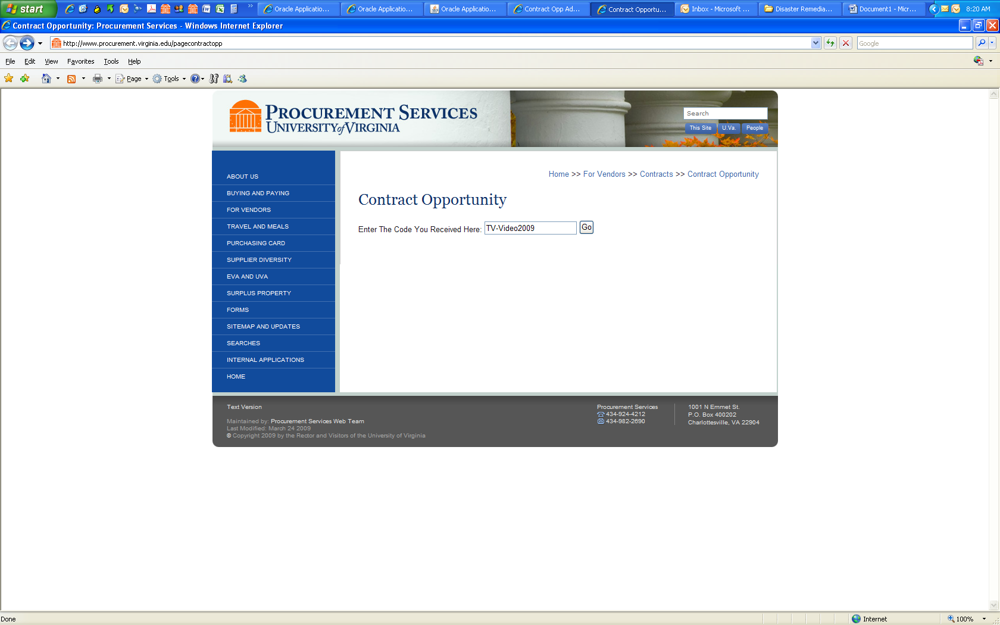 start
»
Oracle Applicatio...
Oracle Applicatio...
Oracle Applicatio...
Contract Opp Ad...
Contract Opportu...
Inbox - Microsoft ...
Disaster Remedia...
Document1 - Micr...
8:20 AM
Contract Opportunity: Procurement Services - Windows Internet Explorer
http://www.procurement.virginia.edu/pagecontractopp
Google
File Edit View Favorites Tools Help
Page Tools
PROCUREMENT SERVICES
UNIVERSITY of VIRGINIA
Search
This Site U.Va. People
ABOUT US
BUYING AND PAYING
FOR VENDORS
TRAVEL AND MEALS
PURCHASING CARD
SUPPLIER DIVERSITY
EVA AND UVA
SURPLUS PROPERTY
FORMS
SITEMAP AND UPDATES
SEARCHES
INTERNAL APPLICATIONS
HOME
Home >> For Vendors >> Contracts >> Contract Opportunity
Contract Opportunity
Enter The Code You Received Here: TV-Video2009 Go
Text Version
Maintained by: Procurement Services Web Team
Last Modified: March 24 2009
© Copyright 2009 by the Rector and Visitors of the University of Virginia
Procurement Services
434-924-4212
434-982-2690
1001 N Emmet St.
P.O. Box 400202
Charlottesville, VA 22904
Done
Internet
100%